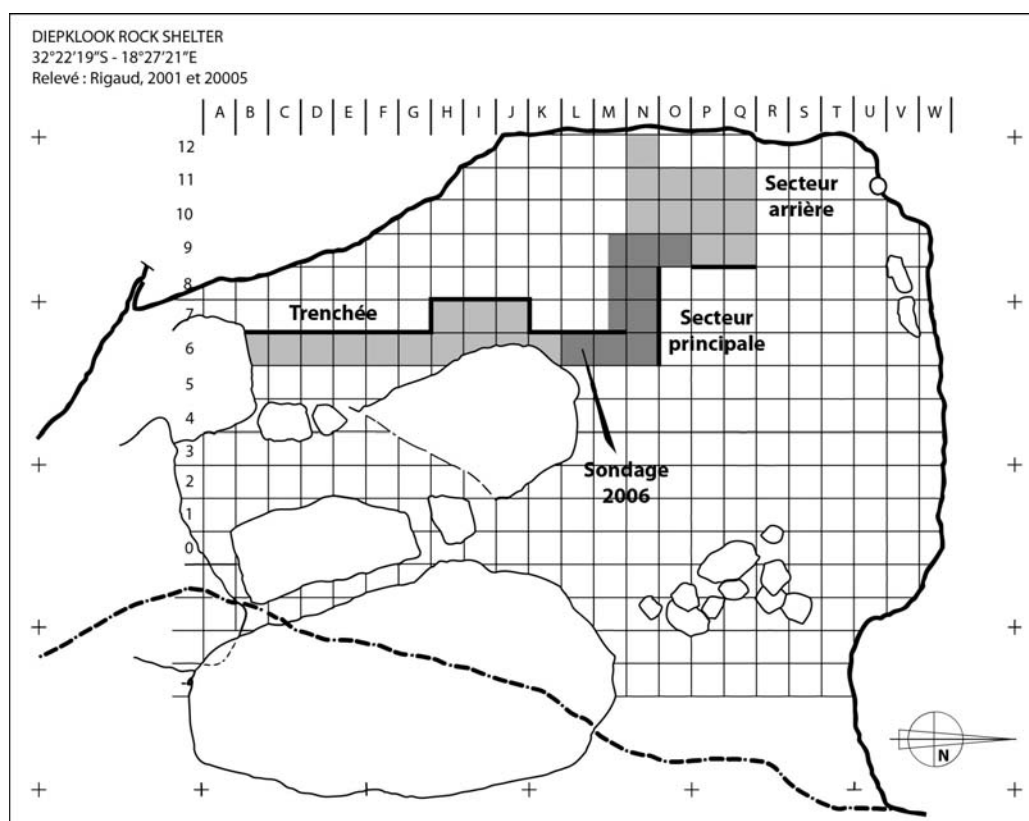 DIEPKLOOK ROCK SHELTER
32°22'19"S - 18°27'21"E
Relevé : Rigaud, 2001 et 20005
A B C D E F G H I J K L M N O P Q R S T U V W
12
11
10
9
8
7
6
5
4
3
2
1
0
Secteur
arrière
Trenchée
Secteur
principale
Sondage
2006
N